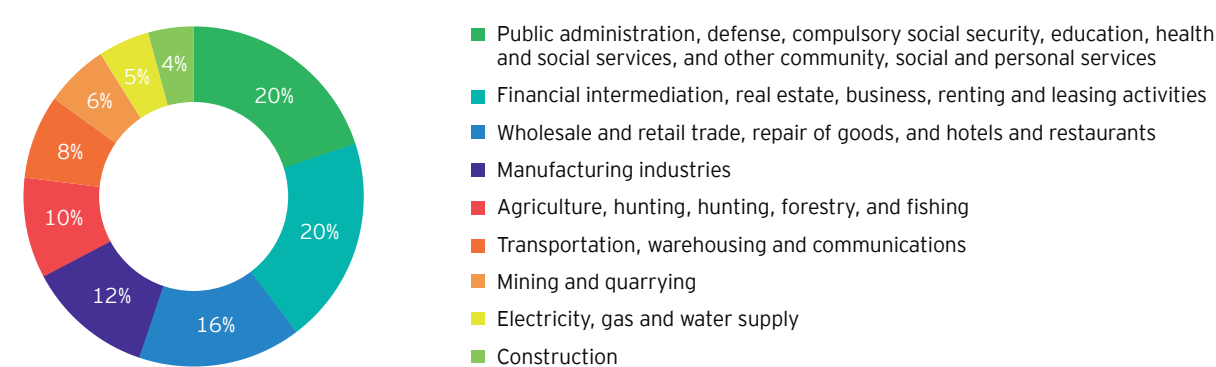 4%
5%
20%
6%
8%
10%
20%
12%
16%
Public administration, defense, compulsory social security, education, health
and social services, and other community, social and personal services
Financial intermediation, real estate, business, renting and leasing activities
Wholesale and retail trade, repair of goods, and hotels and restaurants
Manufacturing industries
Agriculture, hunting, hunting, forestry, and fishing
Transportation, warehousing and communications
Mining and quarrying
Electricity, gas and water supply
Construction